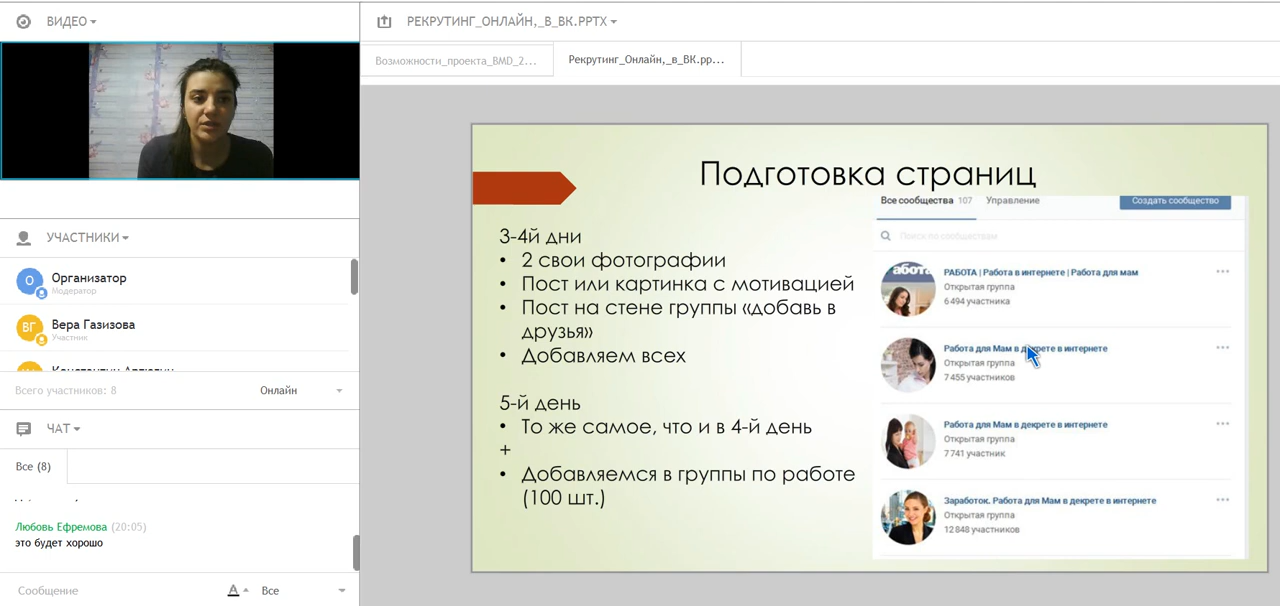 ВИДЕО
УЧАСТНИКИ
О
Организатор
Модератор
ВГ
Вера Газизова
Участник
Всего участников: 8
Онлайн
ЧАТ
Все (8)
Любовь Ефремова (20:05)
это будет хорошо
Сообщение
А
Все
РЕКРУТИНГ_ОНЛАЙН,_В_ВК.PPTX
Возможности_проекта_BMD_2...
Рекрутинг_Онлайн,_в_ВК.pp...
Подготовка страниц
3-4й дни
• 2 свои фотографии
• Пост или картинка с мотивацией
• Пост на стене группы «добавь в
друзья»
• Добавляем всех
5-й день
• То же самое, что и в 4-й день
+
• Добавляемся в группы по работе
(100 шт.)
Все сообщества 107
Управление
Создать сообщество
Поиск по сообществам
РАБОТА | Работа в интернете | Работа для мам
Открытая группа
6 494 участника
Работа для Мам в декрете в интернете
Открытая группа
7 455 участников
Работа для Мам в декрете в интернете
Открытая группа
7 741 участник
Заработок. Работа для Мам в декрете в интернете
Открытая группа
12 848 участников